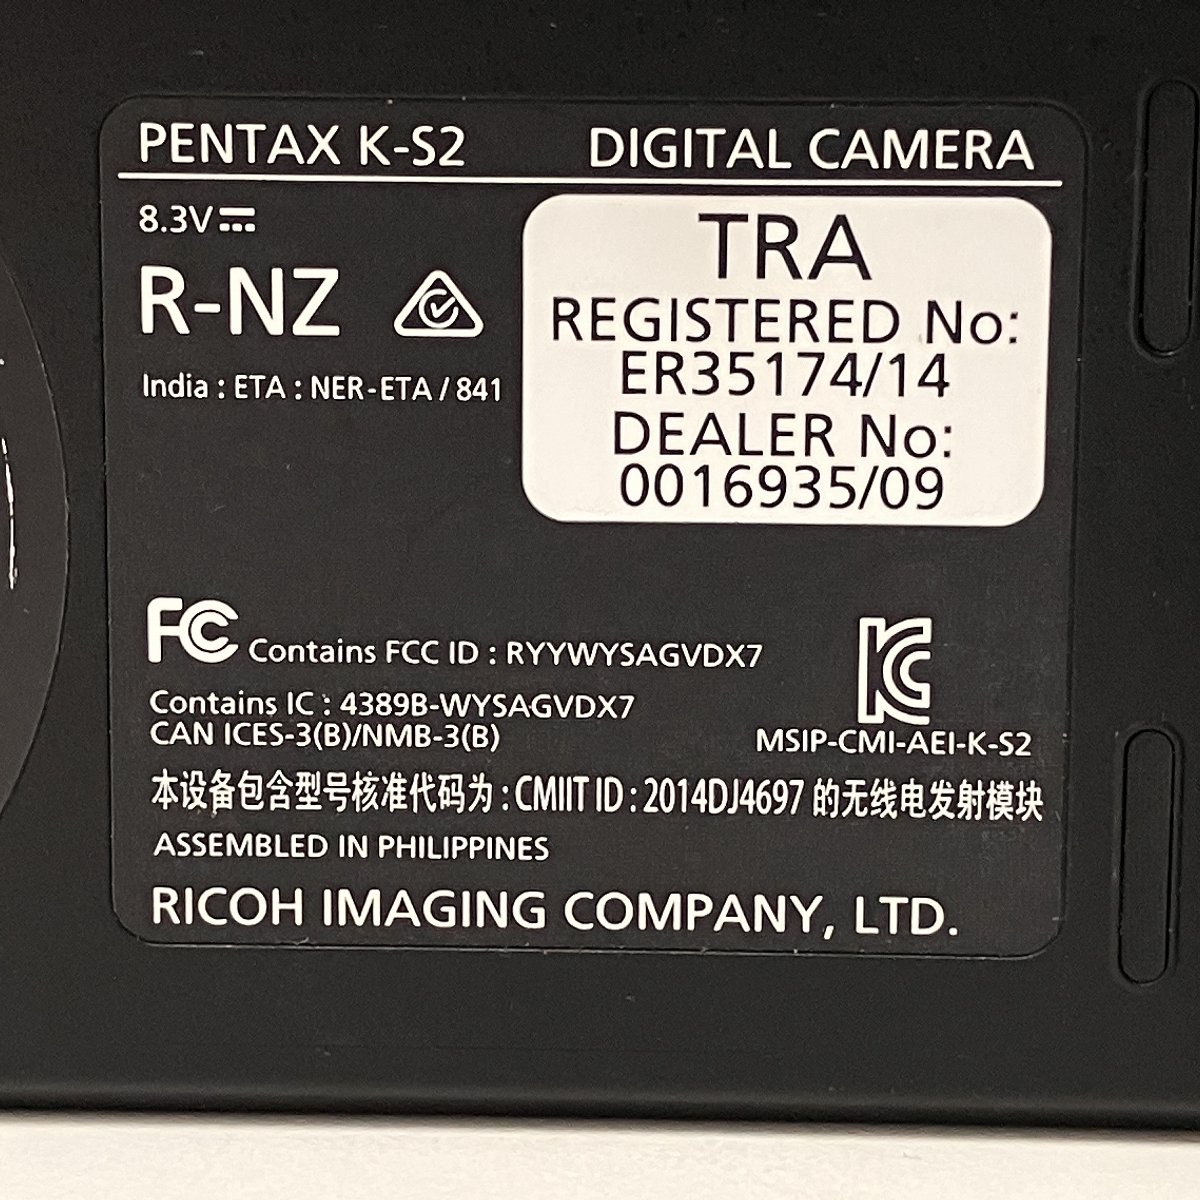 PENTAX K-S2 DIGITAL CAMERA
8.3V
R-NZ
India : ETA : NER-ETA / 841
TRA
REGISTERED No:
ER35174/14
DEALER No:
0016935/09
FC Contains FCC ID : RYYWYSAGVDX7
Contains IC : 4389B-WYSAGVDX7
CAN ICES-3(B)/NMB-3(B)
KC
MSIP-CMI-AEI-K-S2
本设备包含型号核准代码为 : CMIIT ID : 2014DJ4697 的无线电发射模块
ASSEMBLED IN PHILIPPINES
RICOH IMAGING COMPANY, LTD.